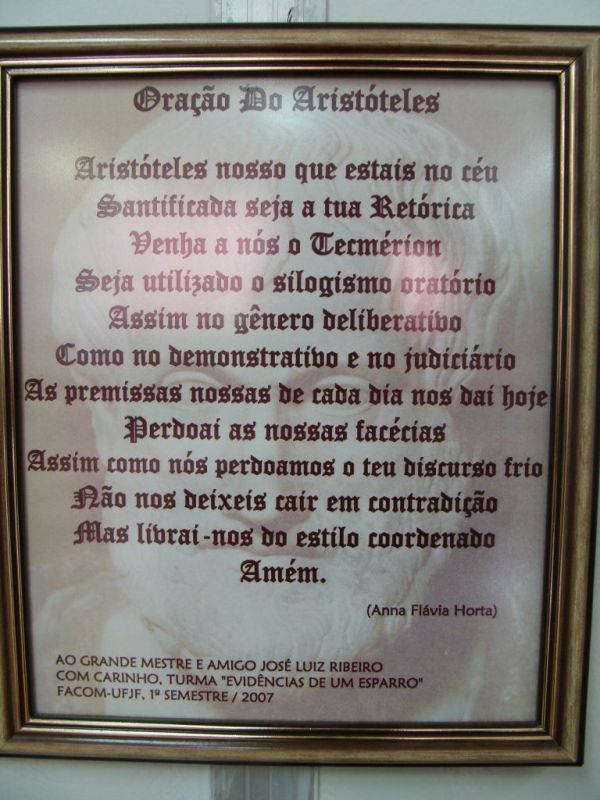 Oração Do Aristóteles
Aristóteles nosso que estais no céu
Santificada seja a tua Retórica
Venha a nós o Tecmérion
Seja utilizado o silogismo oratório
Assim no gênero deliberativo
Como no demonstrativo e no judiciário
As premissas nossas de cada dia nos dai hoje
Perdoai as nossas facécias
Assim como nós perdoamos o teu discurso frio
Não nos deixeis cair em contradição
Mas livrai-nos do estilo coordenado
Amém.
(Anna Flávia Horta)
AO GRANDE MESTRE E AMIGO JOSÉ LUIZ RIBEIRO
COM CARINHO, TURMA "EVIDÊNCIAS DE UM ESPARRO"
FACOM-UFJF, 1º SEMESTRE / 2007